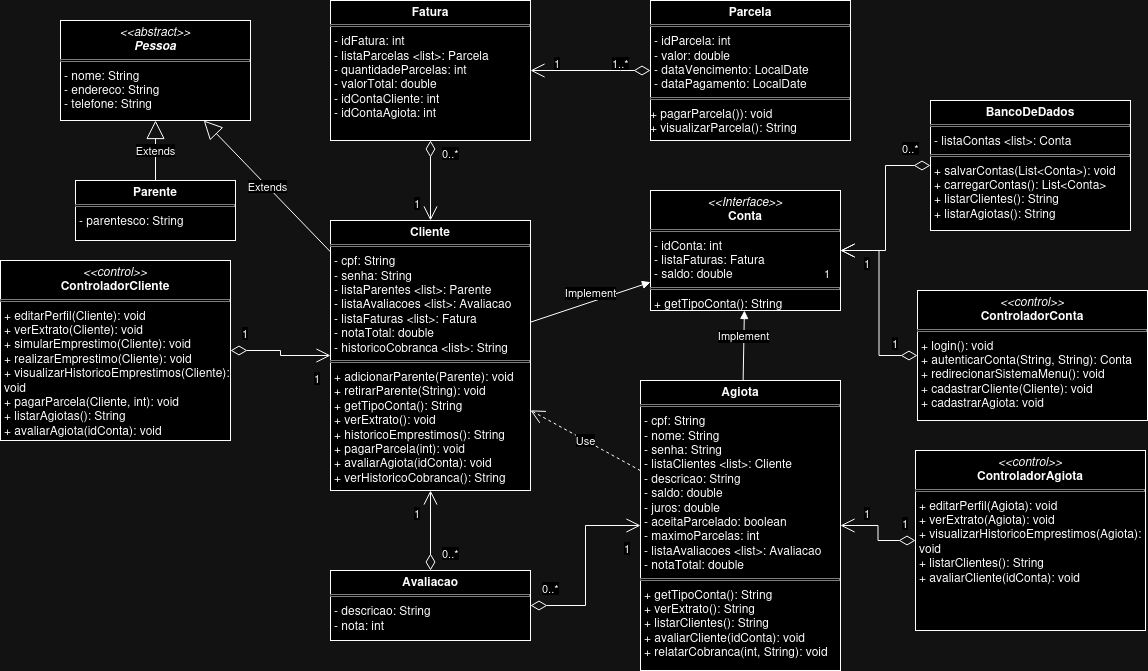 <<abstract>>
Pessoa
- nome: String
- endereco: String
- telefone: String
Extends
Extends
Parente
- parentesco: String
Fatura
- idFatura: int
- listaParcelas <list>: Parcela
- quantidadeParcelas: int
- valorTotal: double
- idContaCliente: int
- idContaAgiota: int
1
1..*
Parcela
- idParcela: int
- valor: double
- dataVencimento: LocalDate
- dataPagamento: LocalDate
+ pagarParcela()): void
+ visualizarParcela(): String
0..*
1
BancoDeDados
- listaContas <list>: Conta
+ salvarContas(List<Conta>): void
+ carregarContas(): List<Conta>
+ listarClientes(): String
+ listarAgiotas(): String
0..*
1
<<Interface>>
Conta
- idConta: int
- listaFaturas: Fatura
- saldo: double
1
+ getTipoConta(): String
Implement
Implement
<<control>>
ControladorCliente
+ editarPerfil(Cliente): void
+ verExtrato(Cliente): void
+ simularEmprestimo(Cliente): void
+ realizarEmprestimo(Cliente): void
+ visualizarHistoricoEmprestimos(Cliente):
void
+ pagarParcela(Cliente, int): void
+ listarAgiotas(): String
+ avaliarAgiota(idConta): void
1
1
Cliente
- cpf: String
- senha: String
- listaParentes <list>: Parente
- listaAvaliacoes <list>: Avaliacao
- listaFaturas <list>: Fatura
- notaTotal: double
- historicoCobranca <list>: String
+ adicionarParente(Parente): void
+ retirarParente(String): void
+ getTipoConta(): String
+ verExtrato(): void
+ historicoEmprestimos(): String
+ pagarParcela(int): void
+ avaliarAgiota(idConta): void
+ verHistoricoCobranca(): String
<<control>>
ControladorConta
+ login(): void
+ autenticarConta(String, String): Conta
+ redirecionarSistemaMenu(): void
+ cadastrarCliente(Cliente): void
+ cadastrarAgiota: void
1
Use
Agiota
- cpf: String
- nome: String
- senha: String
- listaClientes <list>: Cliente
- descricao: String
- saldo: double
- juros: double
- aceitaParcelado: boolean
- maximoParcelas: int
- listaAvaliacoes <list>: Avaliacao
- notaTotal: double
+ getTipoConta(): String
+ verExtrato(): String
+ listarClientes(): String
+ avaliarCliente(idConta): void
+ relatarCobranca(int, String): void
<<control>>
ControladorAgiota
+ editarPerfil(Agiota): void
+ verExtrato(Agiota): void
+ visualizarHistoricoEmprestimos(Agiota):
void
+ listarClientes(): String
+ avaliarCliente(idConta): void
1
1
1
0..*
Avaliacao
- descricao: String
- nota: int
0..*
1